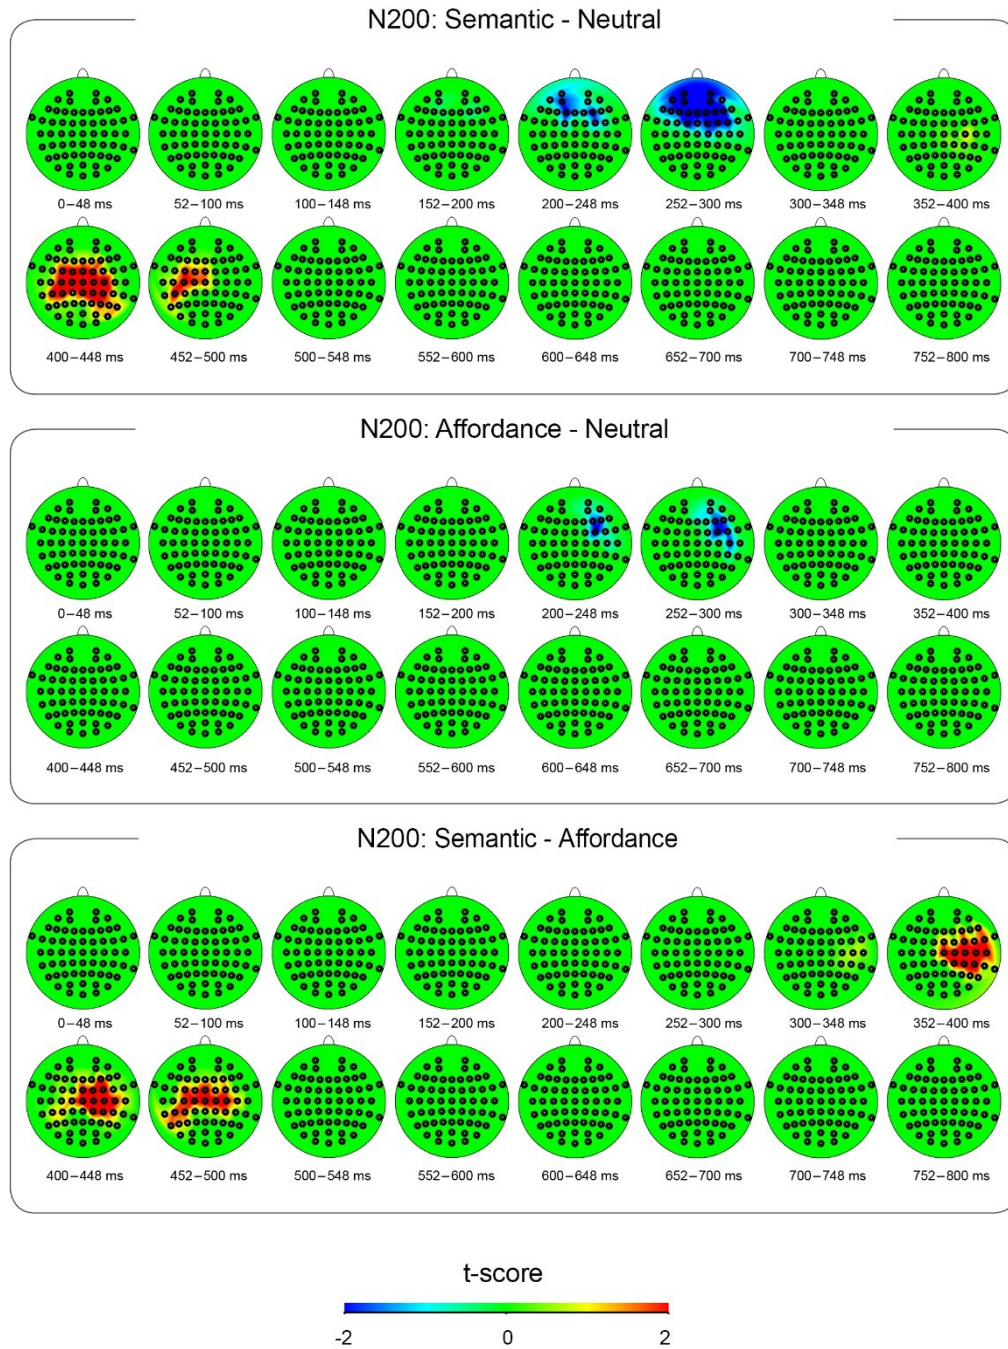 N200: Semantic - Neutral
0–48 ms 52–100 ms 100–148 ms 152–200 ms 200–248 ms 252–300 ms 300–348 ms 352–400 ms
400–448 ms 452–500 ms 500–548 ms 552–600 ms 600–648 ms 652–700 ms 700–748 ms 752–800 ms
N200: Affordance - Neutral
0–48 ms 52–100 ms 100–148 ms 152–200 ms 200–248 ms 252–300 ms 300–348 ms 352–400 ms
400–448 ms 452–500 ms 500–548 ms 552–600 ms 600–648 ms 652–700 ms 700–748 ms 752–800 ms
N200: Semantic - Affordance
0–48 ms 52–100 ms 100–148 ms 152–200 ms 200–248 ms 252–300 ms 300–348 ms 352–400 ms
400–448 ms 452–500 ms 500–548 ms 552–600 ms 600–648 ms 652–700 ms 700–748 ms 752–800 ms
t-score
-2 0 2